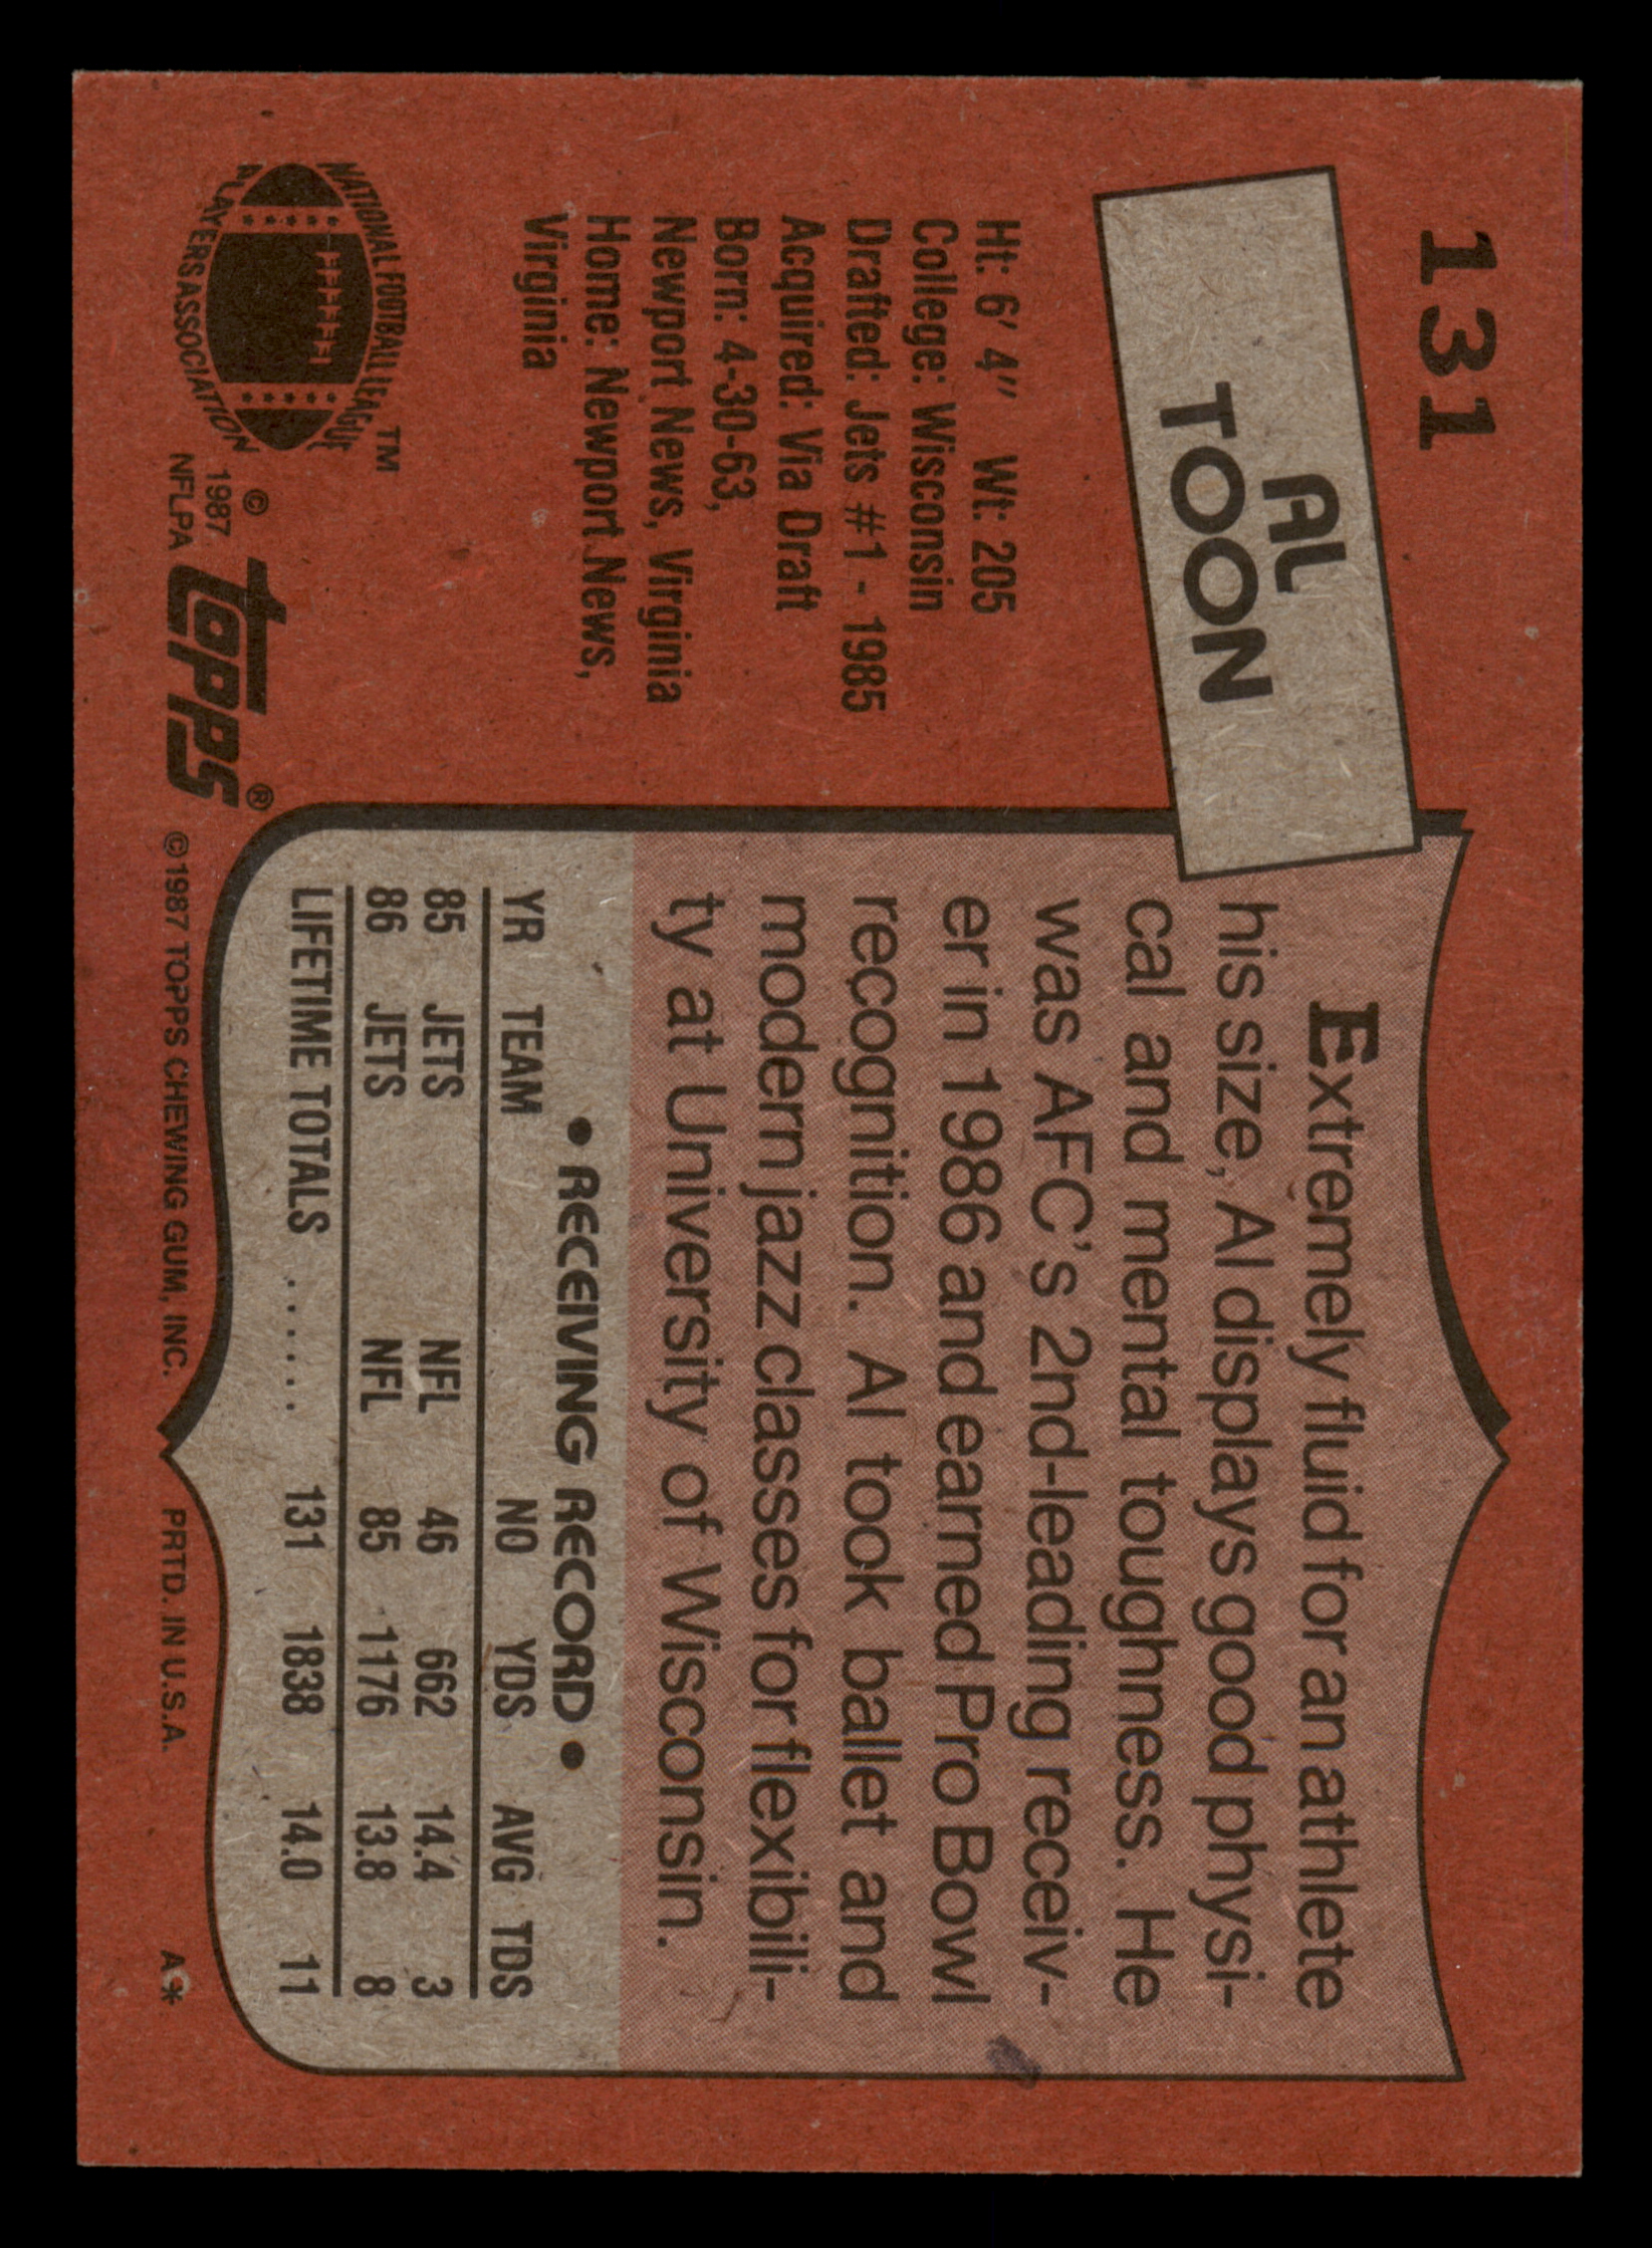 131
AL
TOON
Ht: 6' 4" Wt: 205
College: Wisconsin
Drafted: Jets #1 - 1985
Acquired: Via Draft
Born: 4-30-63,
Newport News, Virginia
Home: Newport News,
Virginia
Extremely fluid for an athlete
his size, Al displays good physi-
cal and mental toughness. He
was AFC's 2nd-leading receiv-
er in 1986 and earned Pro Bowl
recognition. Al took ballet and
modern jazz classes for flexibili-
ty at University of Wisconsin.
• RECEIVING RECORD •
YR TEAM NO YDS AVG TDS
85 JETS NFL 46 662 14.4 3
86 JETS NFL 85 1176 13.8 8
LIFETIME TOTALS ...... 131 1838 14.0 11
NATIONAL FOOTBALL LEAGUE
PLAYERS ASSOCIATION
TM
©
1987
NFLPA
TOPPS®
©1987 TOPPS CHEWING GUM, INC. PRTD. IN U.S.A. A*